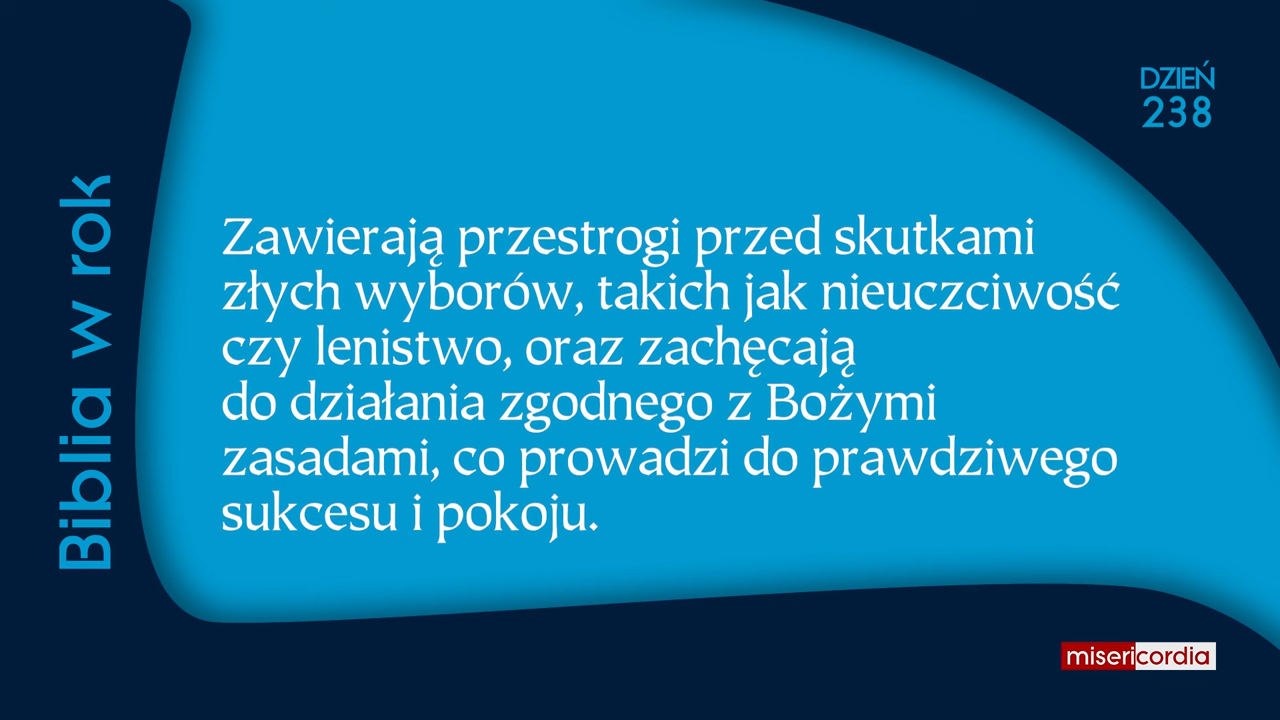 Biblia w rok
DZIEŃ
238
Zawierają przestrogi przed skutkami
złych wyborów, takich jak nieuczciwość
czy lenistwo, oraz zachęcają
do działania zgodnego z Bożymi
zasadami, co prowadzi do prawdziwego
sukcesu i pokoju.
misericordia